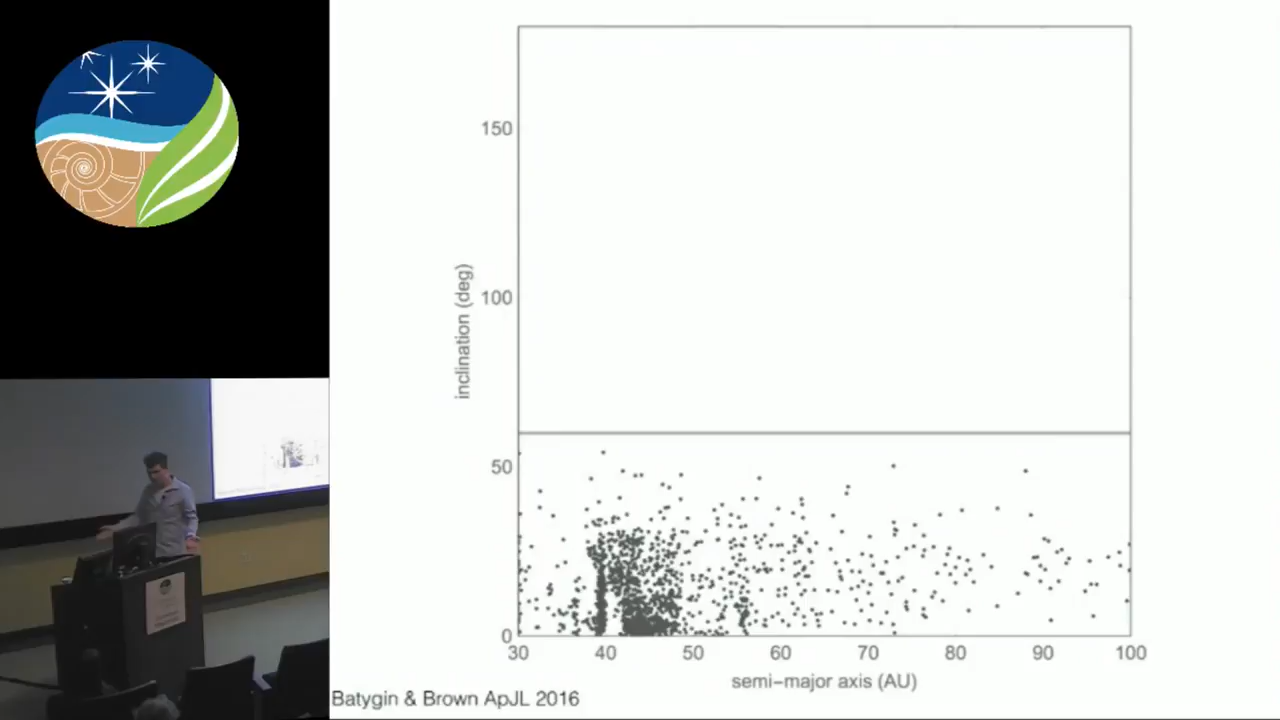 150
100
50
0
inclination (deg)
30 40 50 60 70 80 90 100
semi-major axis (AU)
Batygin & Brown ApJL 2016